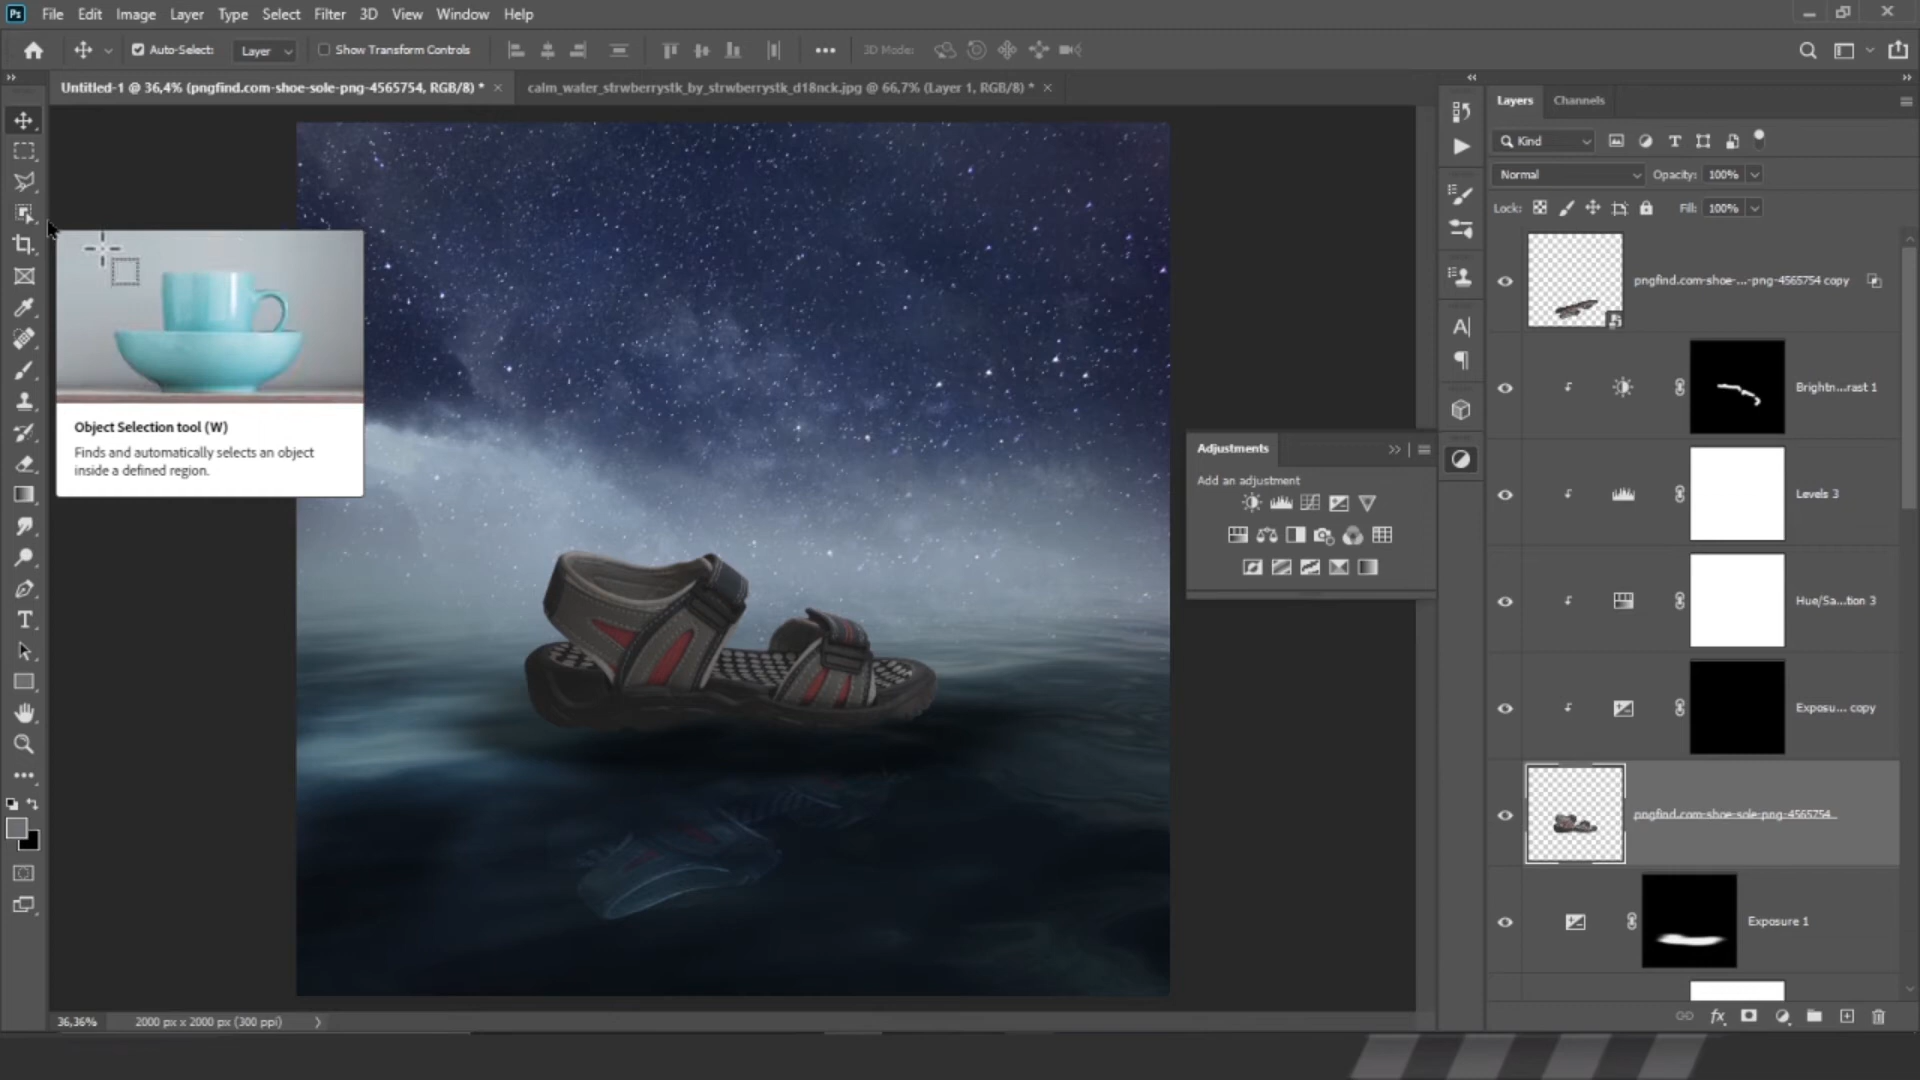 Ps File Edit Image Layer Type Select Filter 3D View Window Help
Auto-Select: Layer Show Transform Controls 3D Mode:
Untitled-1 @ 36,4% (pngfind.com-shoe-sole-png-4565754, RGB/8) * × calm_water_strwberrystk_by_strwberrystk_d18nck.jpg @ 66,7% (Layer 1, RGB/8) * ×
Layers Channels
Kind
Normal Opacity: 100%
Lock: Fill: 100%
pngfind.com-shoe-...-png-4565754 copy
Brightn...rast 1
Levels 3
Hue/Sa...tion 3
Exposu... copy
pngfind.com-shoe-sole-png-4565754
Exposure 1
Adjustments
Add an adjustment
Object Selection tool (W)
Finds and automatically selects an object
inside a defined region.
36,36% 2000 px x 2000 px (300 ppi)